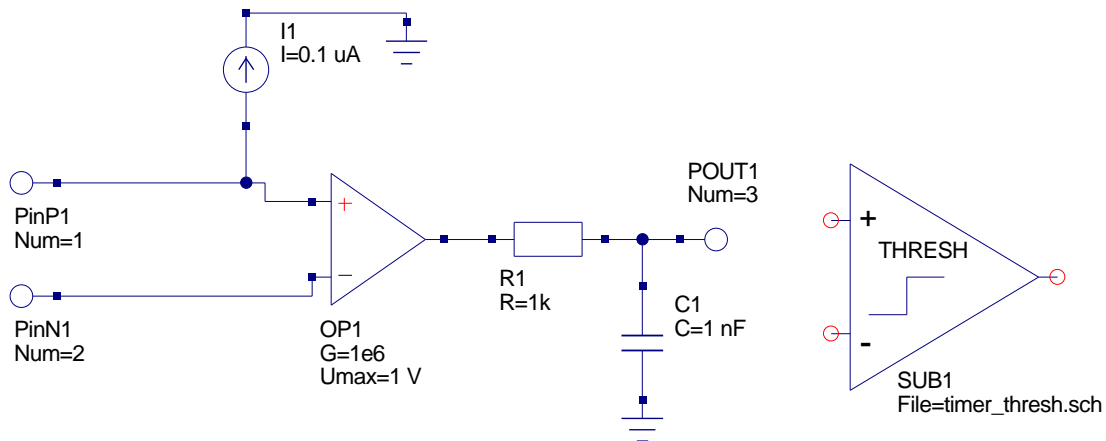 I1
I=0.1 uA
PinP1
Num=1
PinN1
Num=2
+
−
OP1
G=1e6
Umax=1 V
R1
R=1k
C1
C=1 nF
POUT1
Num=3
+
THRESH
-
SUB1
File=timer_thresh.sch